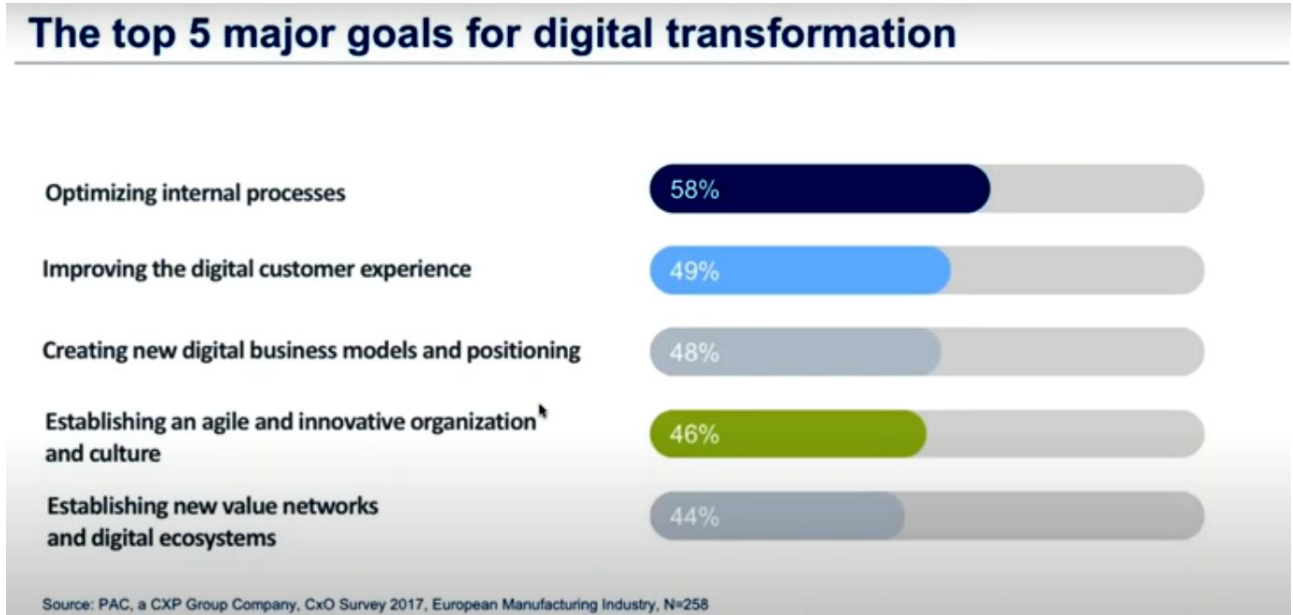 The top 5 major goals for digital transformation
Optimizing internal processes
58%
Improving the digital customer experience
49%
Creating new digital business models and positioning
48%
Establishing an agile and innovative organization
and culture
46%
Establishing new value networks
and digital ecosystems
44%
Source: PAC, a CXP Group Company, CxO Survey 2017, European Manufacturing Industry, N=258